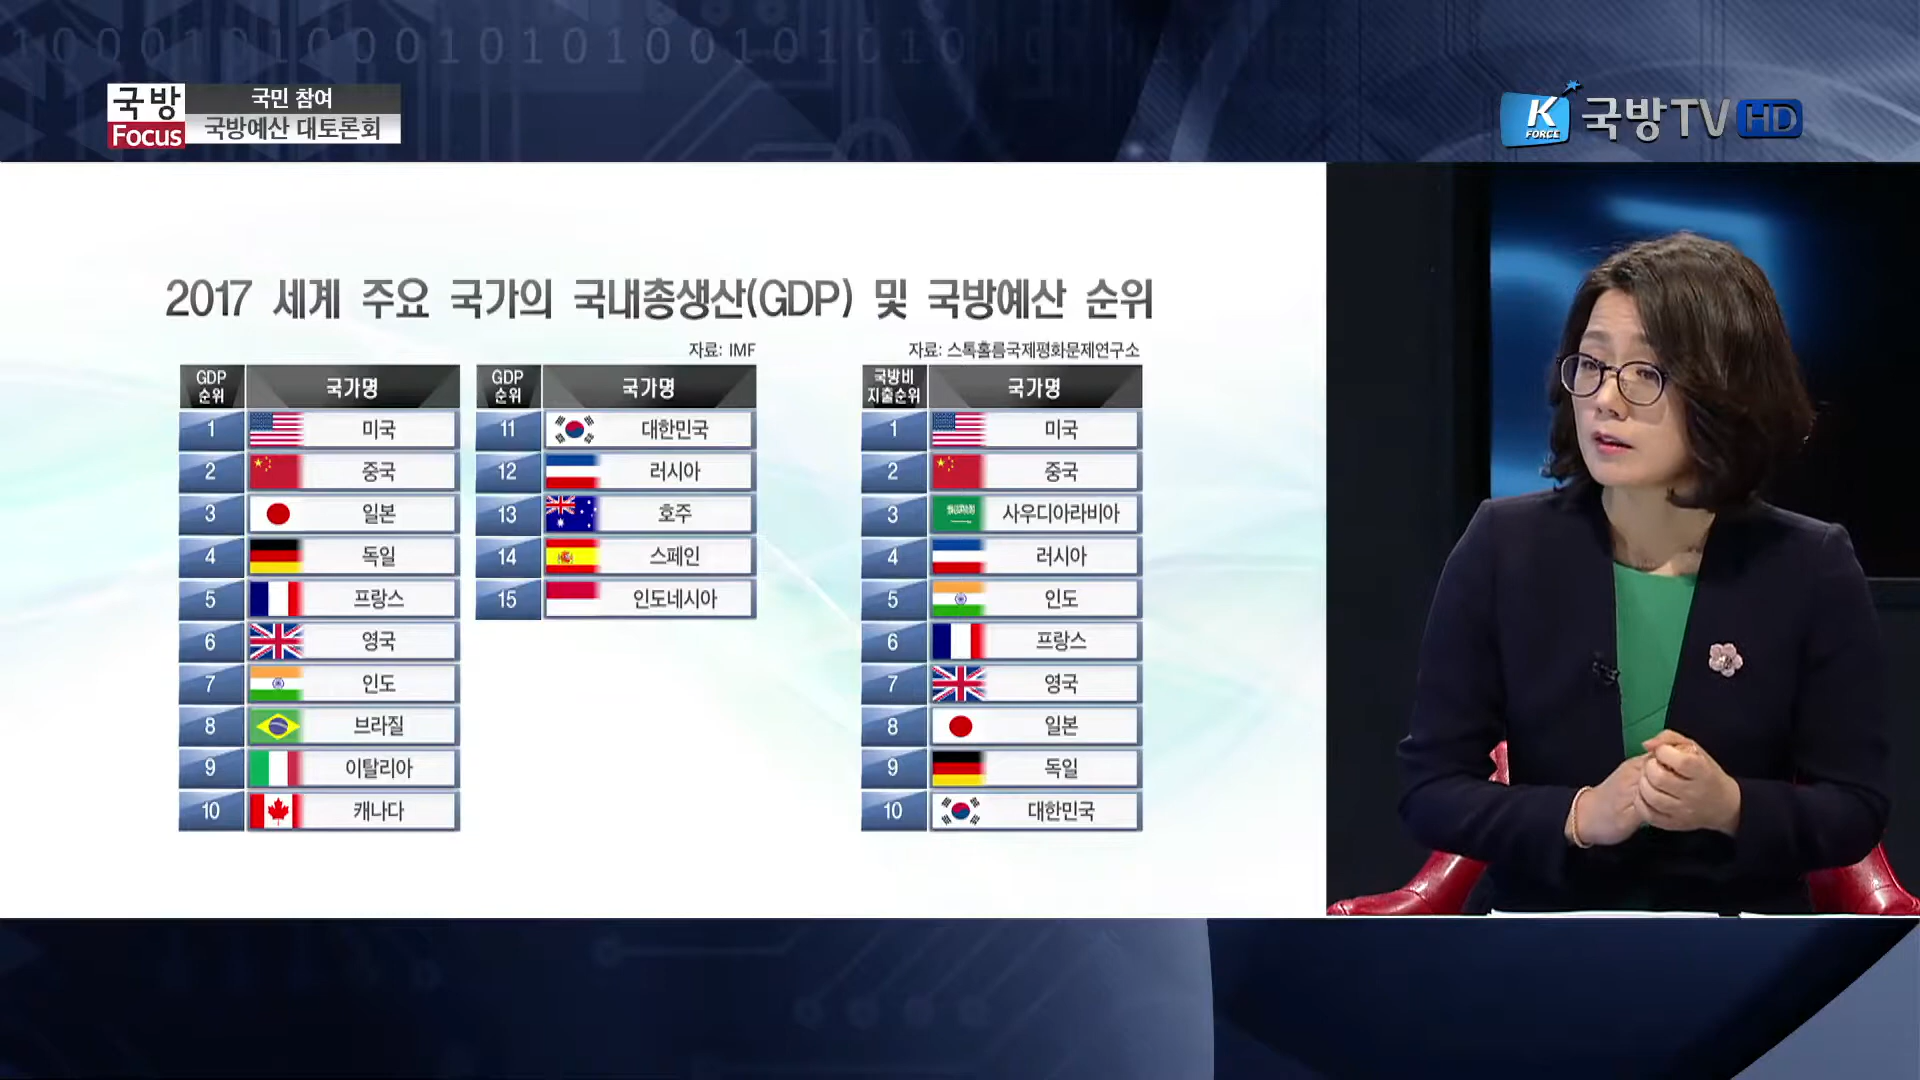 1000101000101010100101010
국방
Focus
국민 참여
국방예산 대토론회
K
FORCE
국방TV HD
2017 세계 주요 국가의 국내총생산(GDP) 및 국방예산 순위
자료: IMF
자료: 스톡홀름국제평화문제연구소
GDP
순위
국가명
1 미국
2 중국
3 일본
4 독일
5 프랑스
6 영국
7 인도
8 브라질
9 이탈리아
10 캐나다
GDP
순위
국가명
11 대한민국
12 러시아
13 호주
14 스페인
15 인도네시아
국방비
지출순위
국가명
1 미국
2 중국
3 사우디아라비아
4 러시아
5 인도
6 프랑스
7 영국
8 일본
9 독일
10 대한민국